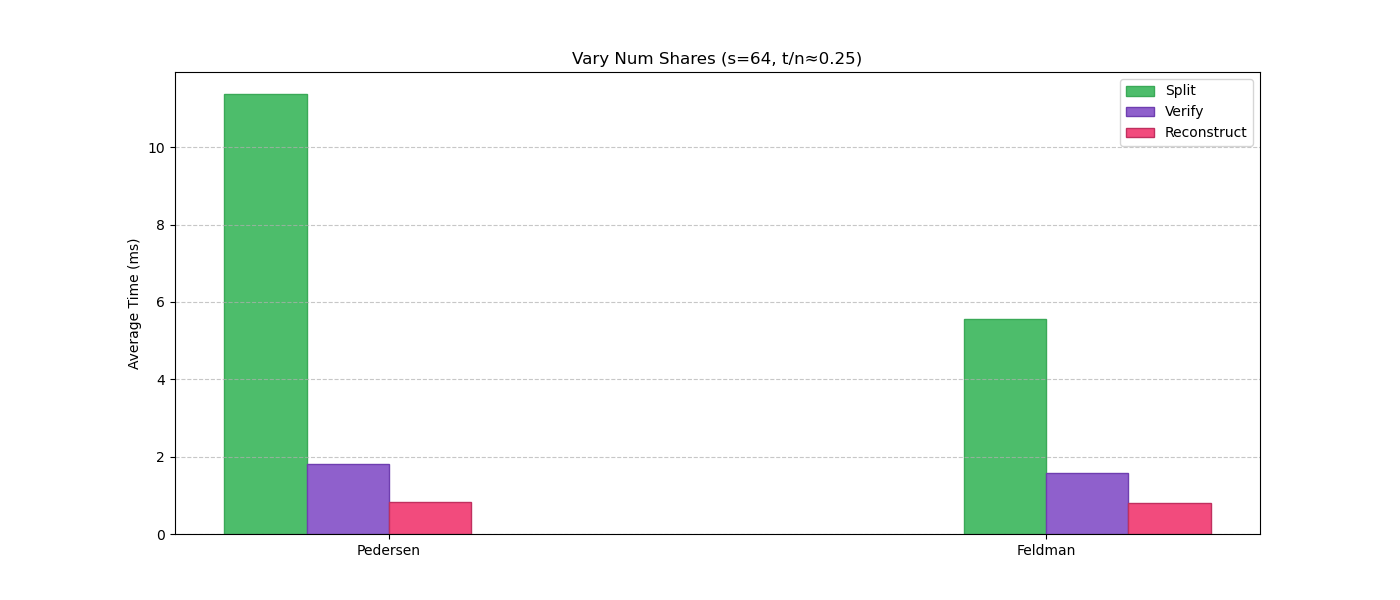 Vary Num Shares (s=64, t/n≈0.25)
Split
Verify
Reconstruct
Average Time (ms)
10
8
6
4
2
0
Pedersen
Feldman